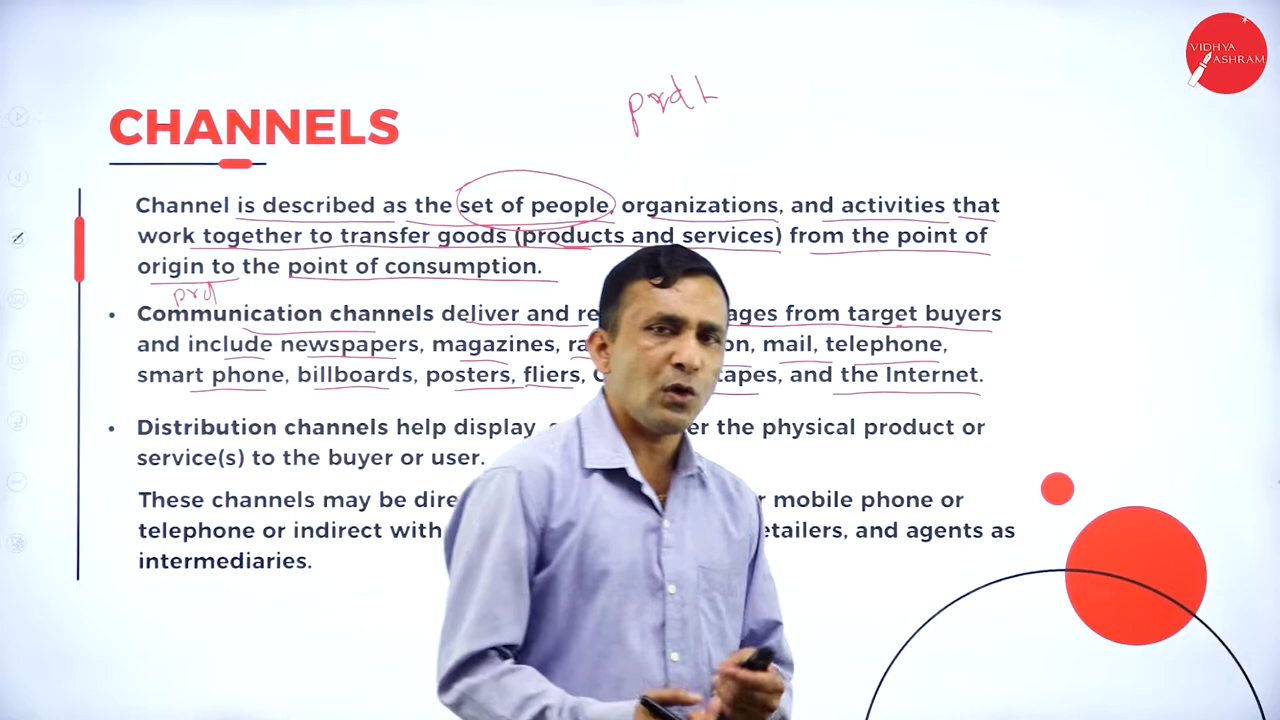 VIDHYA
ASHRAM
prdt
CHANNELS
Channel is described as the set of people, organizations, and activities that
work together to transfer goods (products and services) from the point of
origin to the point of consumption.
prd
• Communication channels deliver and re ages from target buyers
and include newspapers, magazines, ra on, mail, telephone,
smart phone, billboards, posters, fliers, tapes, and the Internet.
• Distribution channels help display, er the physical product or
service(s) to the buyer or user.
These channels may be dire r mobile phone or
telephone or indirect with etailers, and agents as
intermediaries.